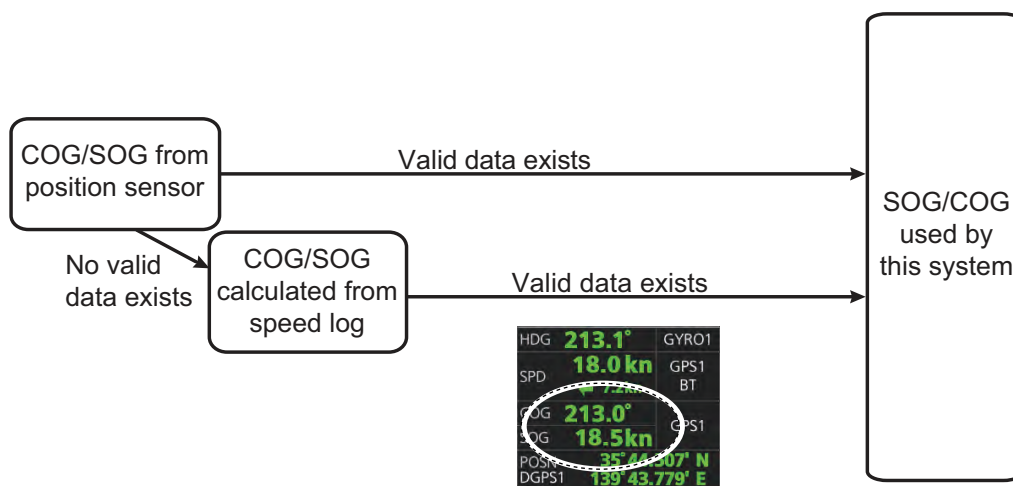 COG/SOG from
position sensor
Valid data exists
No valid
data exists
COG/SOG
calculated from
speed log
Valid data exists
SOG/COG
used by
this system
HDG 213.1° GYRO1
SPD 18.0 kn GPS1
BT
COG 213.0°
SOG 18.5kn GPS1
POSN 35°44.507' N
DGPS1 139°43.779' E